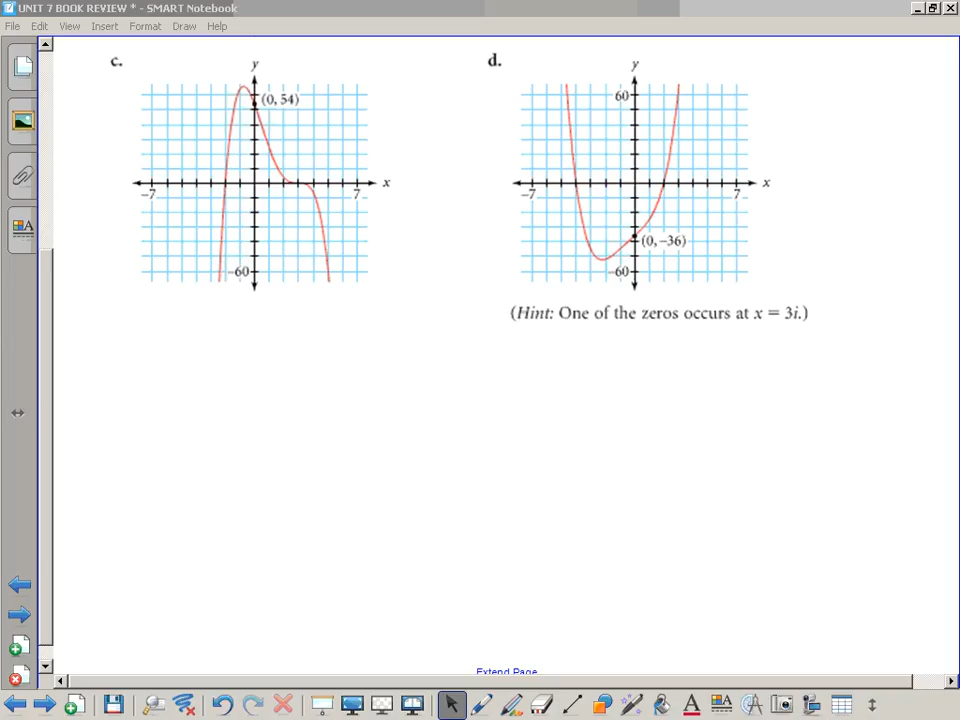 UNIT 7 BOOK REVIEW * - SMART Notebook
File Edit View Insert Format Draw Help
c.
y
(0, 54)
x
−7
7
−60
d.
y
60
x
−7
7
(0, −36)
−60
(Hint: One of the zeros occurs at x = 3i.)
Extend Page